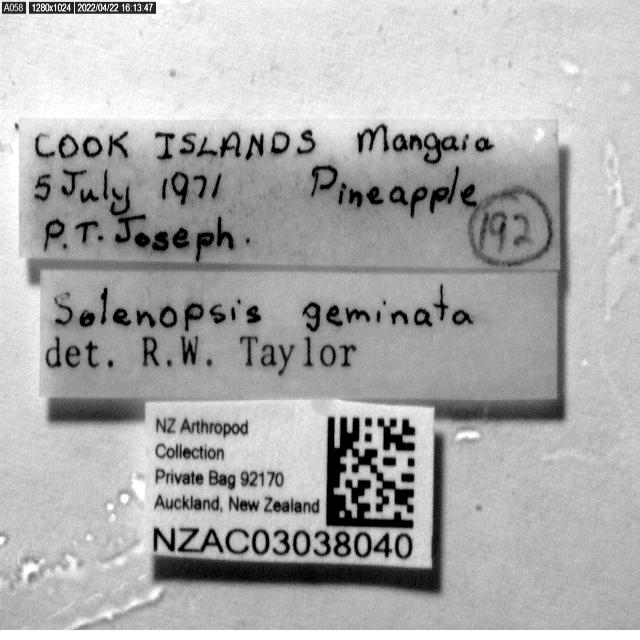 A058 1280x1024 2022/04/22 16:13:47
COOK ISLANDS Mangaia
5 July 1971 Pineapple
P.T. Joseph. 192
Solenopsis geminata
det. R.W. Taylor
NZ Arthropod
Collection
Private Bag 92170
Auckland, New Zealand
NZAC03038040